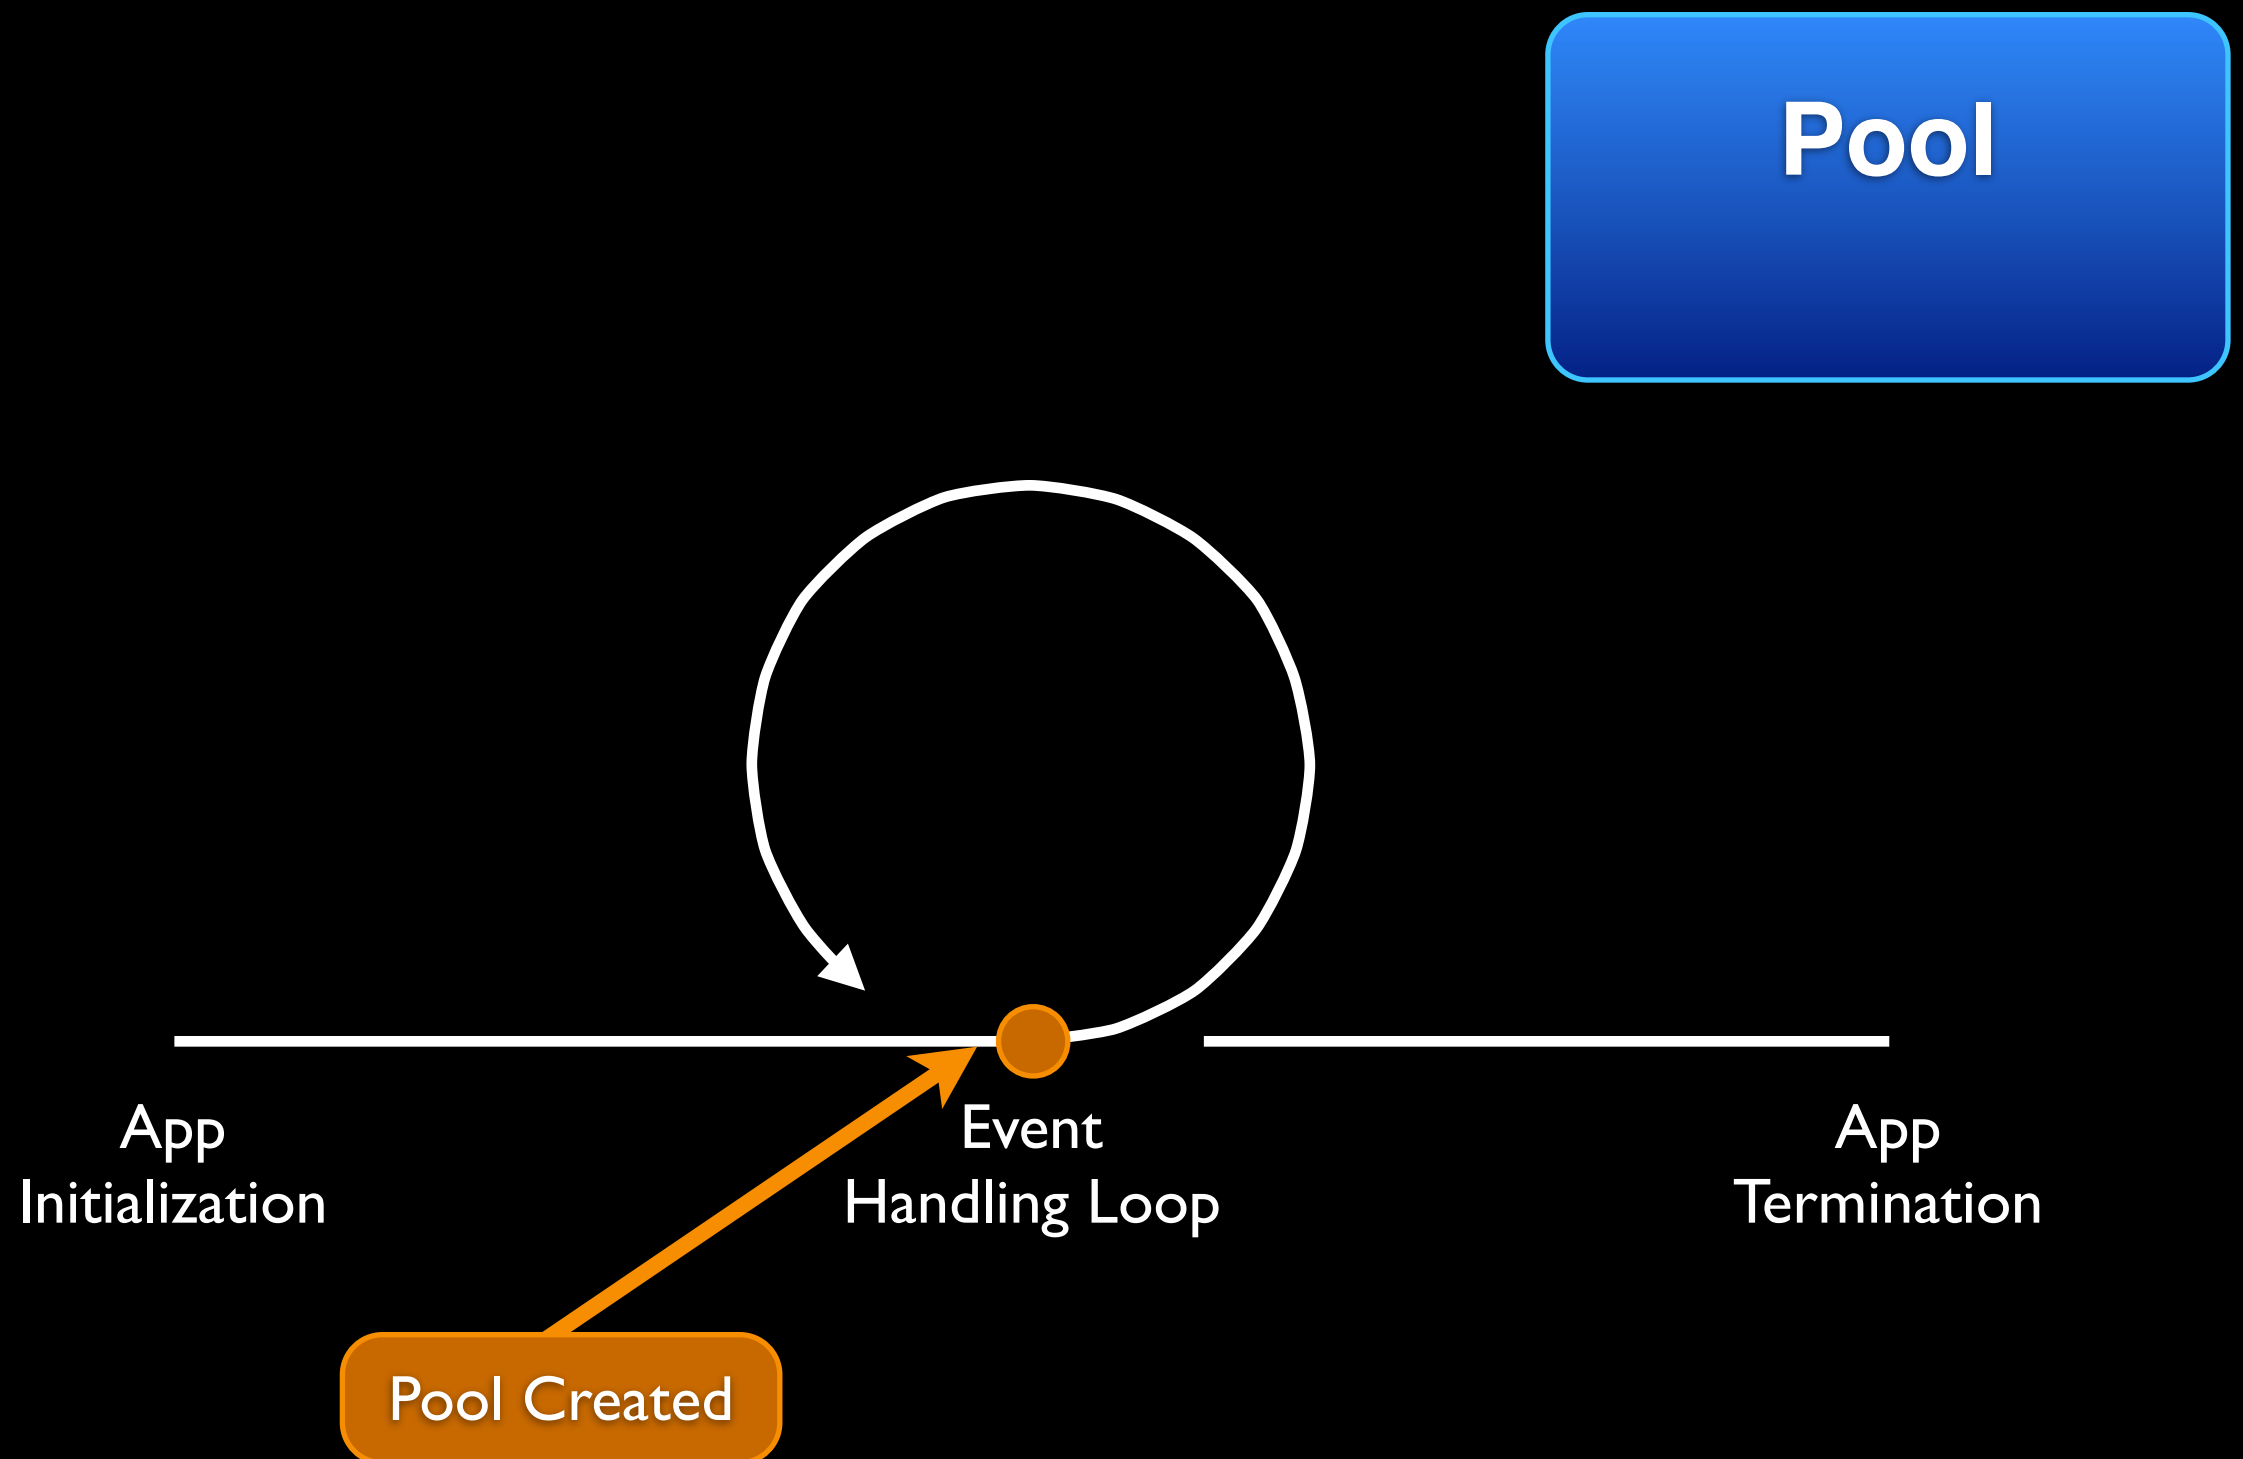 Pool
App
Initialization
Event
Handling Loop
App
Termination
Pool Created